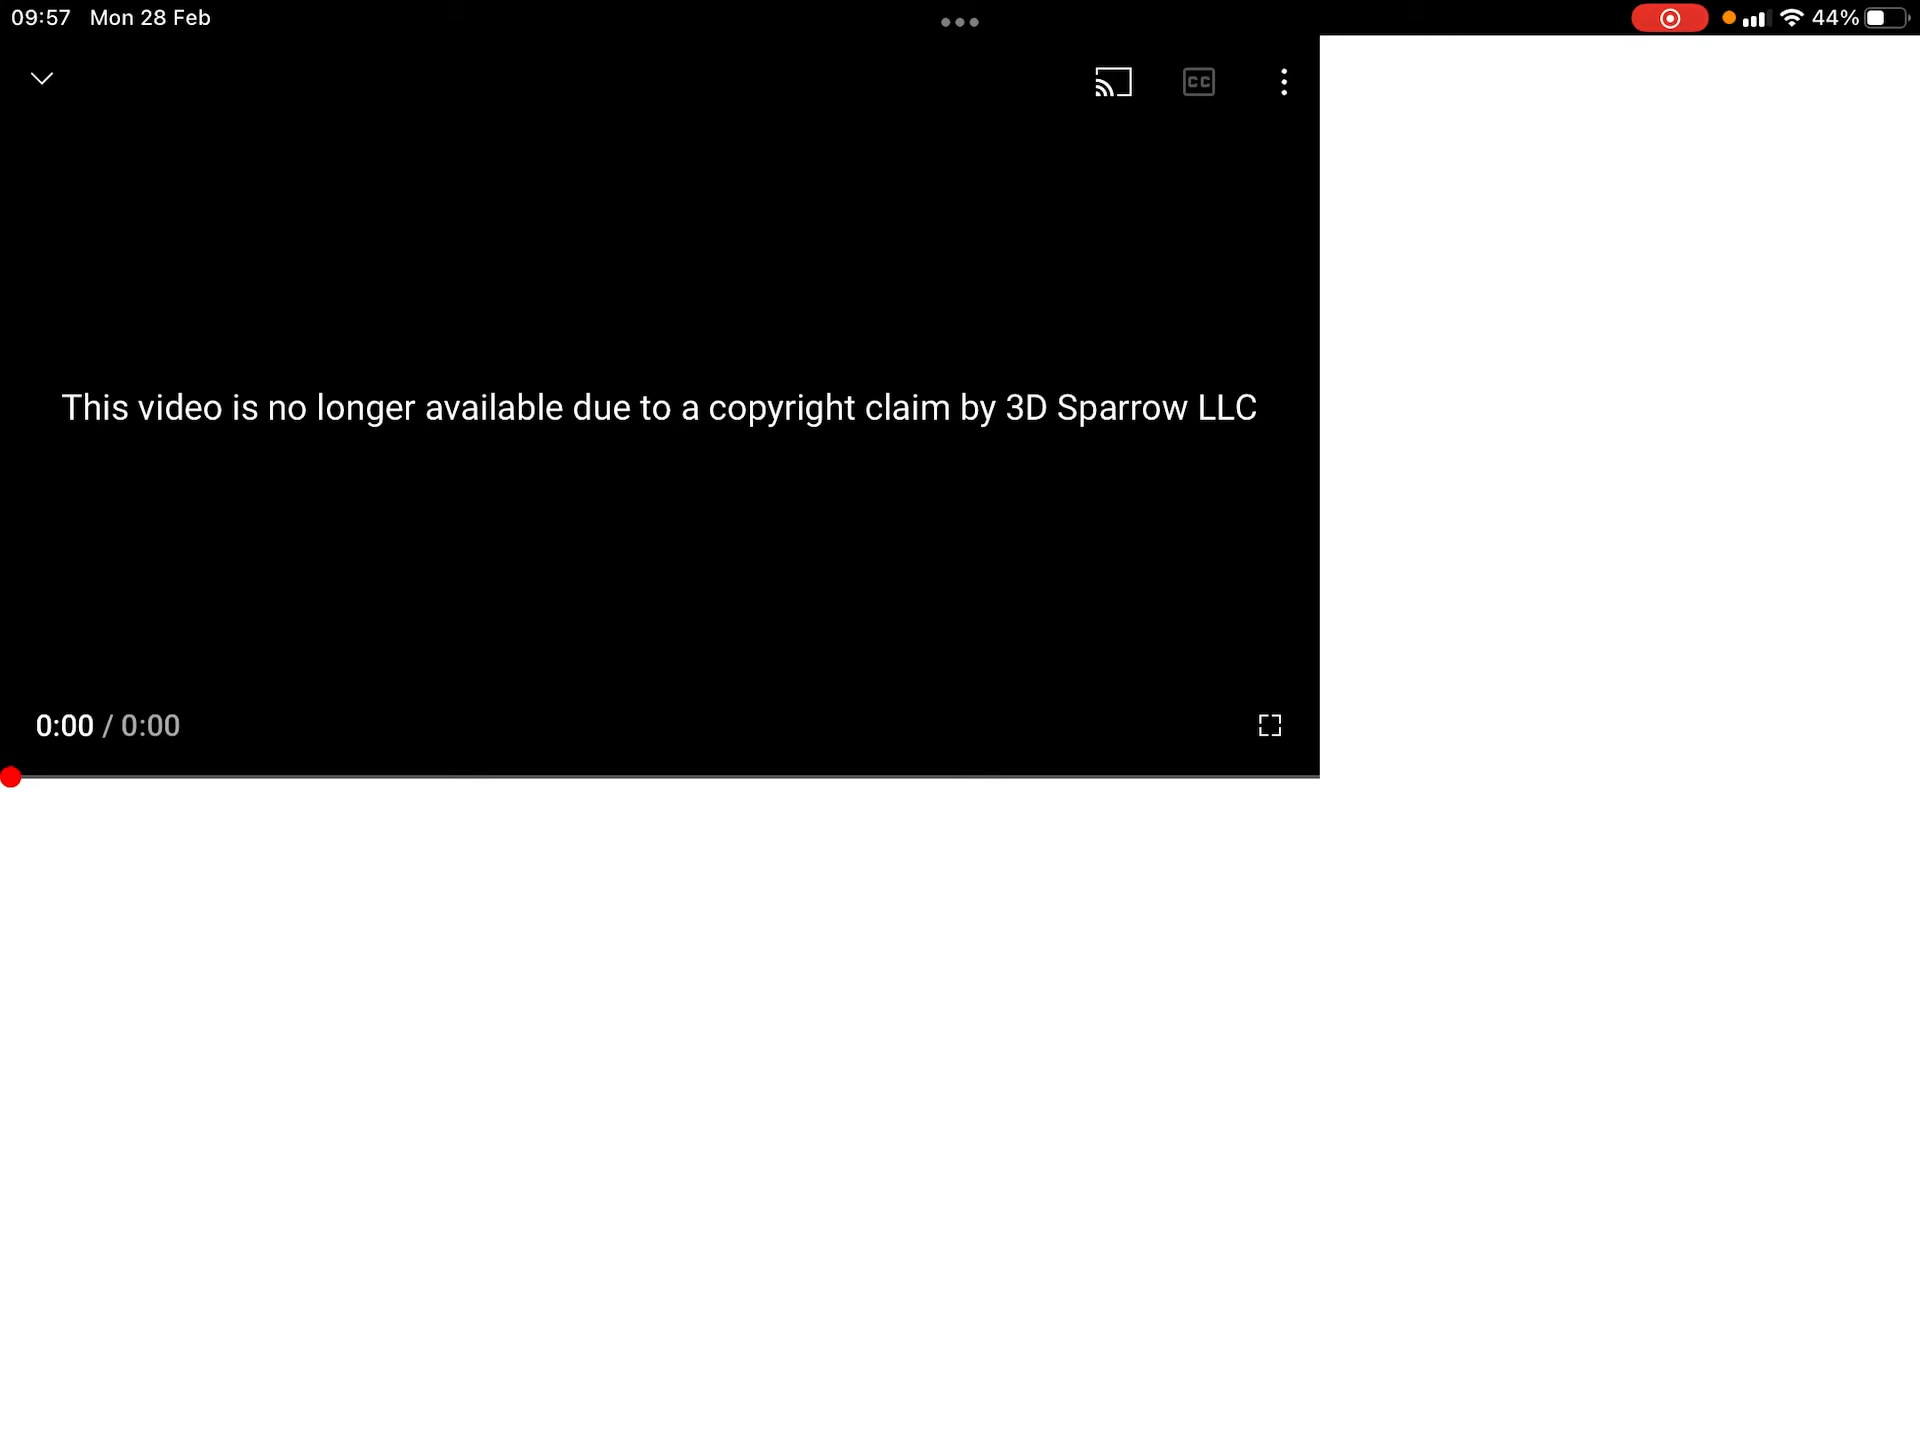 09:57 Mon 28 Feb
44%
CC
This video is no longer available due to a copyright claim by 3D Sparrow LLC
0:00 / 0:00